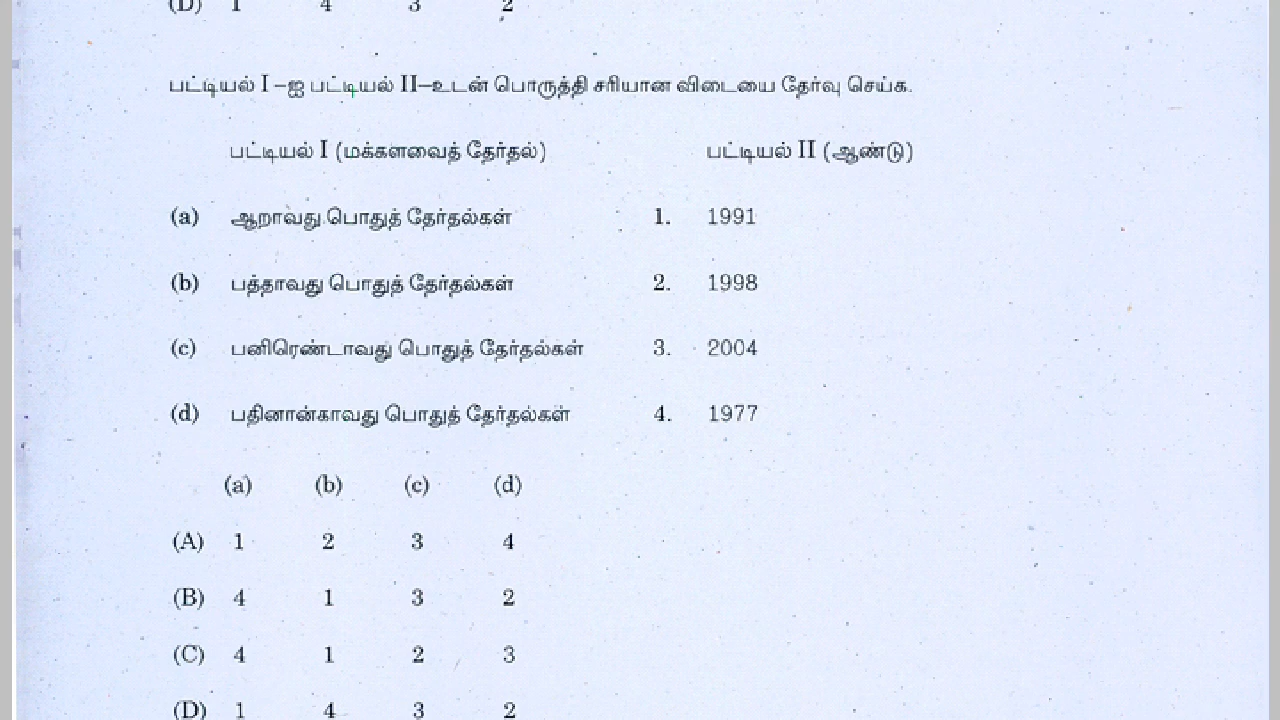 (D) 1 4 3 2
பட்டியல் I –ஐ பட்டியல் II–உடன் பொருத்தி சரியான விடையை தேர்வு செய்க.
பட்டியல் I (மக்களவைத் தேர்தல்) பட்டியல் II (ஆண்டு)
(a) ஆறாவது பொதுத் தேர்தல்கள் 1. 1991
(b) பத்தாவது பொதுத் தேர்தல்கள் 2. 1998
(c) பனிரெண்டாவது பொதுத் தேர்தல்கள் 3. 2004
(d) பதினான்காவது பொதுத் தேர்தல்கள் 4. 1977
(a) (b) (c) (d)
(A) 1 2 3 4
(B) 4 1 3 2
(C) 4 1 2 3
(D) 1 4 3 2